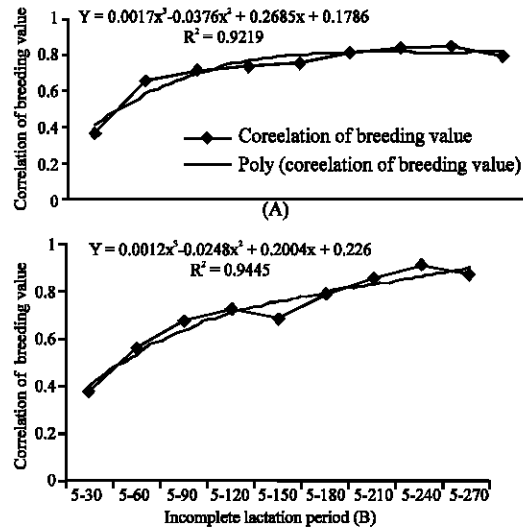 (A)
Y = 0.0017x³-0.0376x² + 0.2685x + 0.1786
R² = 0.9219
Correlation of breeding value
1
0.8
0.6
0.4
0.2
0
Coreelation of breeding value
Poly (coreelation of breeding value)
(A)
Y = 0.0012x³-0.0248x² + 0.2004x + 0.226
R² = 0.9445
Correlation of breeding value
1
0.8
0.6
0.4
0.2
0
5-30 5-60 5-90 5-120 5-150 5-180 5-210 5-240 5-270
Incomplete lactation period (B)